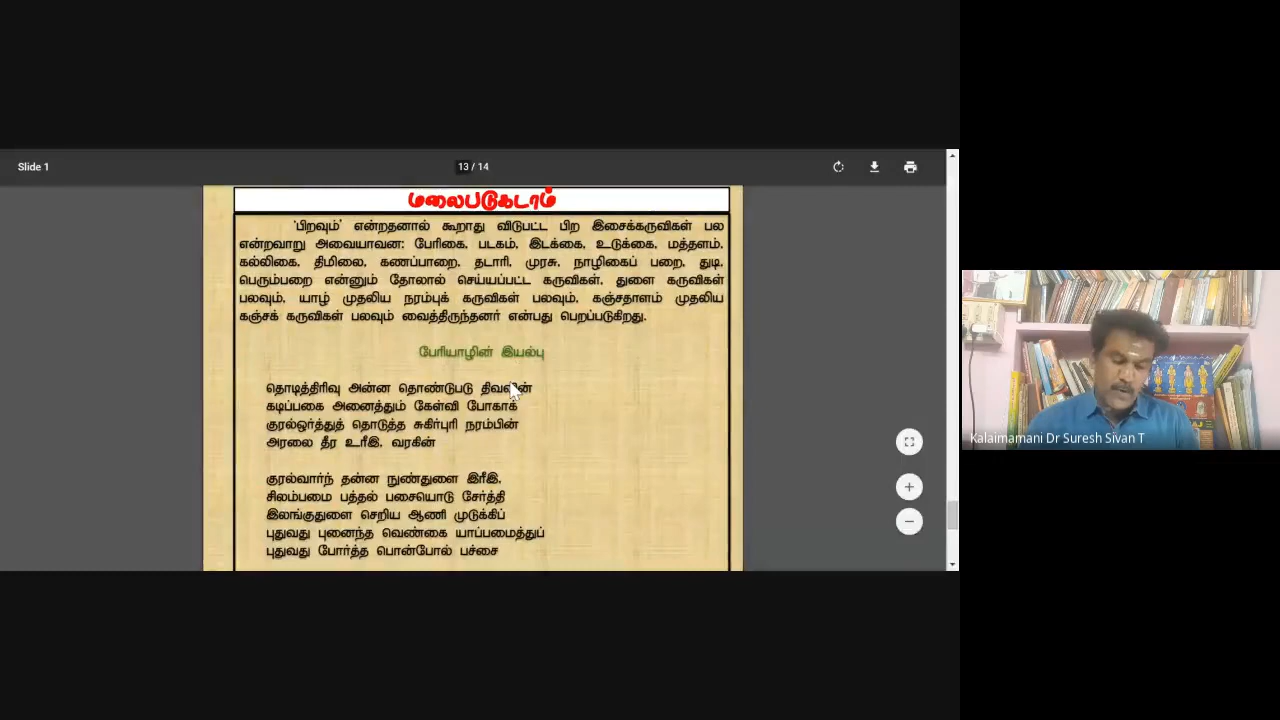 Slide 1
13 / 14
மலைபடுகடாம்
'பிறவும்' என்றதனால் கூறாது விடுபட்ட பிற இசைக்கருவிகள் பல
என்றவாறு அவையாவன: பேரிகை, படகம், இடக்கை, உடுக்கை, மத்தளம்,
கல்லிகை, திமிலை, கணப்பாறை, தடாரி, முரசு, நாழிகைப் பறை, துடி,
பெரும்பறை என்னும் தோலால் செய்யப்பட்ட கருவிகள், துளை கருவிகள்
பலவும், யாழ் முதலிய நரம்புக் கருவிகள் பலவும், கஞ்சதாளம் முதலிய
கஞ்சக் கருவிகள் பலவும் வைத்திருந்தனர் என்பது பெறப்படுகிறது.
பேரியாழின் இயல்பு
தொடித்திரிவு அன்ன தொண்டுபடு திவவின்
கடிப்பகை அனைத்தும் கேள்வி போகாக்
குரல்ஓர்த்துத் தொடுத்த சுகிர்புரி நரம்பின்
அரலை தீர உரீஇ, வரகின்
குரல்வார்ந் தன்ன நுண்துளை இரீஇ,
சிலம்பமை பத்தல் பசையொடு சேர்த்தி
இலங்குதுளை செறிய ஆணி முடுக்கிப்
புதுவது புனைந்த வெண்கை யாப்பமைத்துப்
புதுவது போர்த்த பொன்போல் பச்சை
Kalaimamani Dr Suresh Sivan T